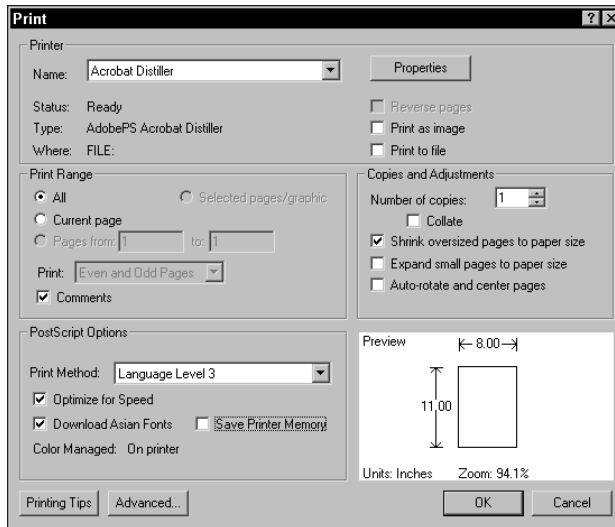 Print
Printer
Name: Acrobat Distiller
Properties
Status: Ready
Reverse pages
Type: AdobePS Acrobat Distiller
Print as image
Where: FILE:
Print to file
Print Range
All
Selected pages/graphic
Current page
Pages from: 1 to: 1
Print: Even and Odd Pages
Comments
Copies and Adjustments
Number of copies: 1
Collate
Shrink oversized pages to paper size
Expand small pages to paper size
Auto-rotate and center pages
PostScript Options
Print Method: Language Level 3
Optimize for Speed
Download Asian Fonts Save Printer Memory
Color Managed: On printer
Preview
8.00
11.00
Units: Inches Zoom: 94.1%
Printing Tips Advanced... OK Cancel